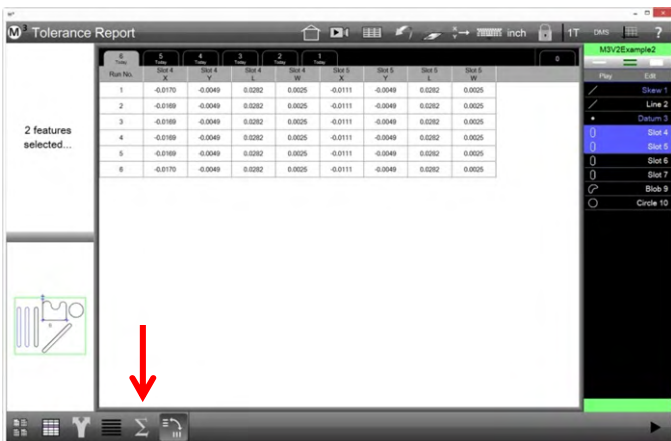 M³ Tolerance Report
inch
1T
DMS
?
M3V2Example2
6 Today
5 Today
4 Today
3 Today
2 Today
1 Today
0
Run No. Slot 4 X Slot 4 Y Slot 4 L Slot 4 W Slot 5 X Slot 5 Y Slot 5 L Slot 5 W
1 -0.0170 -0.0049 0.0282 0.0025 -0.0111 -0.0049 0.0282 0.0025
2 -0.0169 -0.0049 0.0282 0.0025 -0.0111 -0.0049 0.0282 0.0025
3 -0.0169 -0.0049 0.0282 0.0025 -0.0111 -0.0049 0.0282 0.0025
4 -0.0169 -0.0049 0.0282 0.0025 -0.0111 -0.0049 0.0282 0.0025
5 -0.0169 -0.0049 0.0282 0.0025 -0.0111 -0.0049 0.0282 0.0025
6 -0.0170 -0.0049 0.0282 0.0025 -0.0111 -0.0049 0.0282 0.0025
2 features
selected...
Play Edit
Skew 1
Line 2
Datum 3
Slot 4
Slot 5
Slot 6
Slot 7
Blob 9
Circle 10
Σ